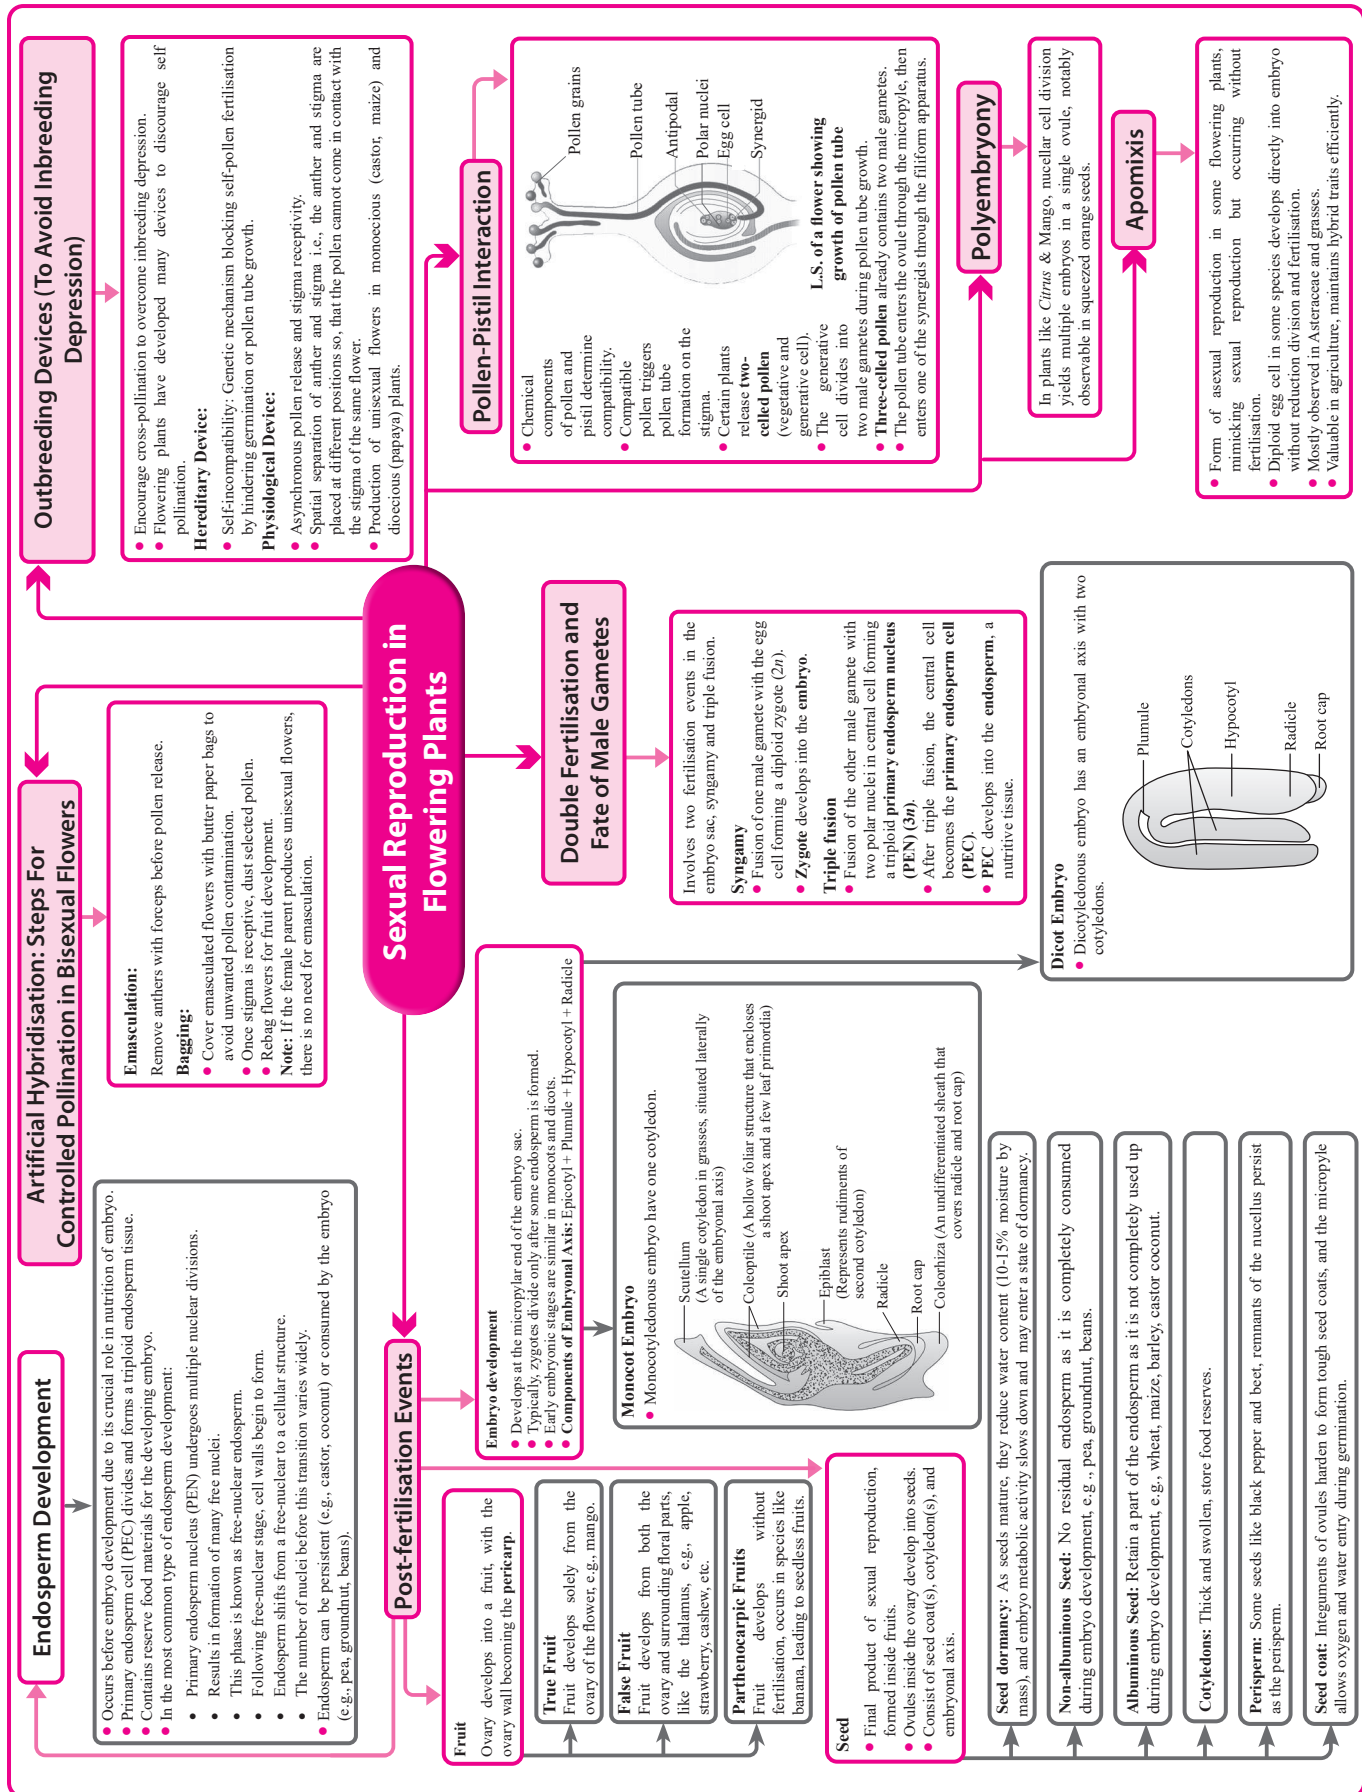 Sexual Reproduction in
Flowering Plants
Endosperm Development
• Occurs before embryo development due to its crucial role in nutrition of embryo.
• Primary endosperm cell (PEC) divides and forms a triploid endosperm tissue.
• Contains reserve food materials for the developing embryo.
• In the most common type of endosperm development:
• Primary endosperm nucleus (PEN) undergoes multiple nuclear divisions.
• Results in formation of many free nuclei.
• This phase is known as free-nuclear endosperm.
• Following free-nuclear stage, cell walls begin to form.
• Endosperm shifts from a free-nuclear to a cellular structure.
• The number of nuclei before this transition varies widely.
• Endosperm can be persistent (e.g., castor, coconut) or consumed by the embryo
(e.g., pea, groundnut, beans).
Artificial Hybridisation: Steps For
Controlled Pollination in Bisexual Flowers
Emasculation:
Remove anthers with forceps before pollen release.
Bagging:
• Cover emasculated flowers with butter paper bags to
avoid unwanted pollen contamination.
• Once stigma is receptive, dust selected pollen.
• Rebag flowers for fruit development.
Note: If the female parent produces unisexual flowers,
there is no need for emasculation.
Outbreeding Devices (To Avoid Inbreeding
Depression)
• Encourage cross-pollination to overcome inbreeding depression.
• Flowering plants have developed many devices to discourage self
pollination.
Hereditary Device:
• Self-incompatibility: Genetic mechanism blocking self-pollen fertilisation
by hindering germination or pollen tube growth.
Physiological Device:
• Asynchronous pollen release and stigma receptivity.
• Spatial separation of anther and stigma i.e., the anther and stigma are
placed at different positions so, that the pollen cannot come in contact with
the stigma of the same flower.
• Production of unisexual flowers in monoecious (castor, maize) and
dioecious (papaya) plants.
Post-fertilisation Events
Fruit
Ovary develops into a fruit, with the
ovary wall becoming the pericarp.
True Fruit
Fruit develops solely from the
ovary of the flower, e.g., mango.
False Fruit
Fruit develops from both the
ovary and surrounding floral parts,
like the thalamus, e.g., apple,
strawberry, cashew, etc.
Parthenocarpic Fruits
Fruit develops without
fertilisation, occurs in species like
banana, leading to seedless fruits.
Seed
• Final product of sexual reproduction,
formed inside fruits.
• Ovules inside the ovary develop into seeds.
• Consist of seed coat(s), cotyledon(s), and
embryonal axis.
Embryo development
• Develops at the micropylar end of the embryo sac.
• Typically, zygotes divide only after some endosperm is formed.
• Early embryonic stages are similar in monocots and dicots.
• Components of Embryonal Axis: Epicotyl + Plumule + Hypocotyl + Radicle
Monocot Embryo
• Monocotyledonous embryo have one cotyledon.
Scutellum
(A single cotyledon in grasses, situated laterally
of the embryonal axis)
Coleoptile (A hollow foliar structure that encloses
a shoot apex and a few leaf primordia)
Shoot apex
Epiblast
(Represents rudiments of
second cotyledon)
Radicle
Root cap
Coleorhiza (An undifferentiated sheath that
covers radicle and root cap)
Seed dormancy: As seeds mature, they reduce water content (10-15% moisture by
mass), and embryo metabolic activity slows down and may enter a state of dormancy.
Non-albuminous Seed: No residual endosperm as it is completely consumed
during embryo development, e.g ., pea, groundnut, beans.
Albuminous Seed: Retain a part of the endosperm as it is not completely used up
during embryo development, e.g., wheat, maize, barley, castor coconut.
Cotyledons: Thick and swollen, store food reserves.
Perisperm: Some seeds like black pepper and beet, remnants of the nucellus persist
as the perisperm.
Seed coat: Integuments of ovules harden to form tough seed coats, and the micropyle
allows oxygen and water entry during germination.
Double Fertilisation and
Fate of Male Gametes
Involves two fertilisation events in the
embryo sac, syngamy and triple fusion.
Syngamy
• Fusion of one male gamete with the egg
cell forming a diploid zygote (2n).
• Zygote develops into the embryo.
Triple fusion
• Fusion of the other male gamete with
two polar nuclei in central cell forming
a triploid primary endosperm nucleus
(PEN) (3n).
• After triple fusion, the central cell
becomes the primary endosperm cell
(PEC).
• PEC develops into the endosperm, a
nutritive tissue.
Dicot Embryo
• Dicotyledonous embryo has an embryonal axis with two
cotyledons.
Plumule
Cotyledons
Hypocotyl
Radicle
Root cap
Pollen-Pistil Interaction
• Chemical
components
of pollen and
pistil determine
compatibility.
• Compatible
pollen triggers
pollen tube
formation on the
stigma.
• Certain plants
release two-
celled pollen
(vegetative and
generative cell).
• The generative
cell divides into
two male gametes during pollen tube growth.
• Three-celled pollen already contains two male gametes.
• The pollen tube enters the ovule through the micropyle, then
enters one of the synergids through the filiform apparatus.
Pollen grains
Pollen tube
Antipodal
Polar nuclei
Egg cell
Synergid
L.S. of a flower showing
growth of pollen tube
Polyembryony
In plants like Citrus & Mango, nucellar cell division
yields multiple embryos in a single ovule, notably
observable in squeezed orange seeds.
Apomixis
• Form of asexual reproduction in some flowering plants,
mimicking sexual reproduction but occurring without
fertilisation.
• Diploid egg cell in some species develops directly into embryo
without reduction division and fertilisation.
• Mostly observed in Asteraceae and grasses.
• Valuable in agriculture, maintains hybrid traits efficiently.